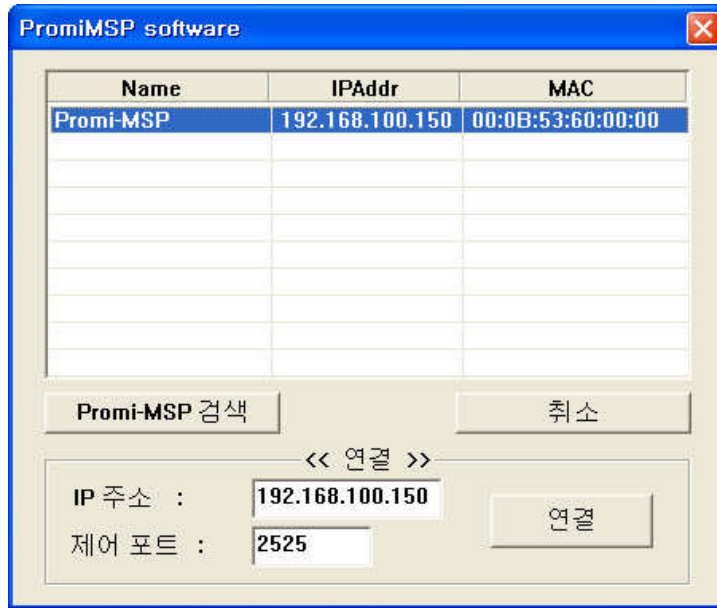 PromiMSP software
Name IPAddr MAC
Promi-MSP 192.168.100.150 00:0B:53:60:00:00
Promi-MSP 검색 취소
<< 연결 >>
IP 주소 : 192.168.100.150
연결
제어 포트 : 2525